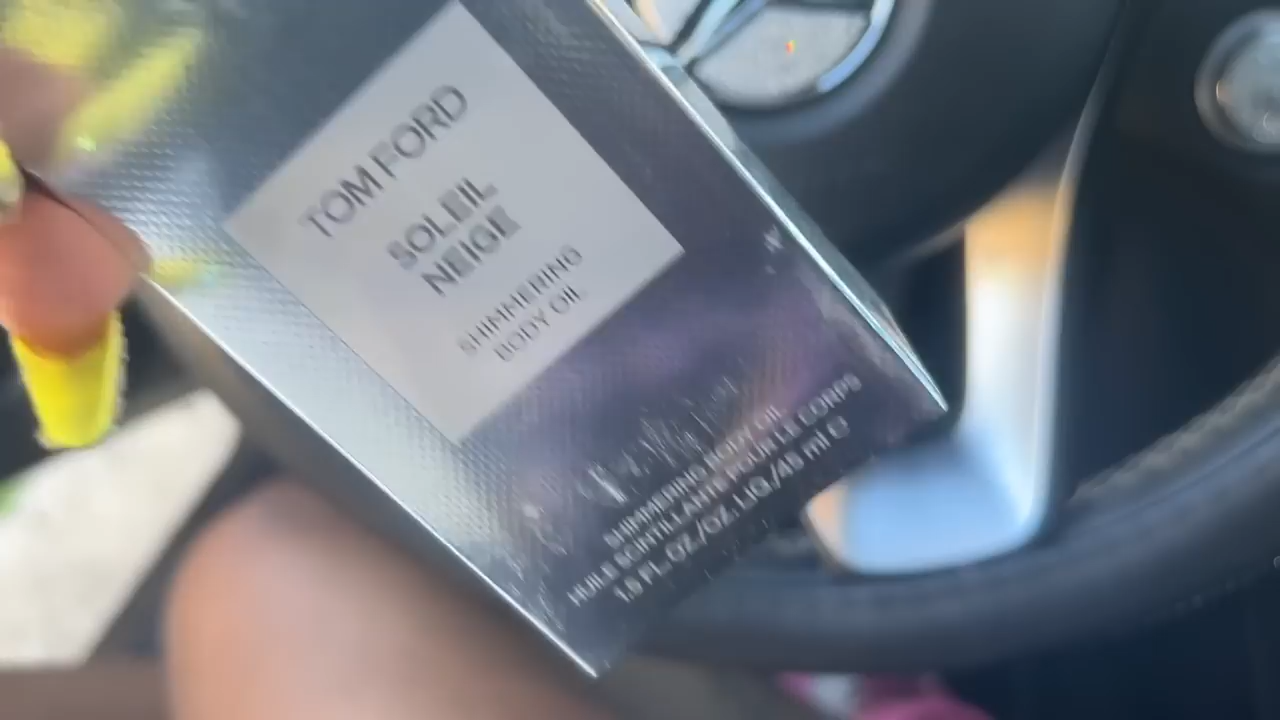 TOM FORD
SOLEIL
NEIGE
SHIMMERING
BODY OIL
SHIMMERING BODY OIL
HUILE SCINTILLANTE POUR LE CORPS
1.5 FL.OZ./OZ. LIQ./45 ml ℮